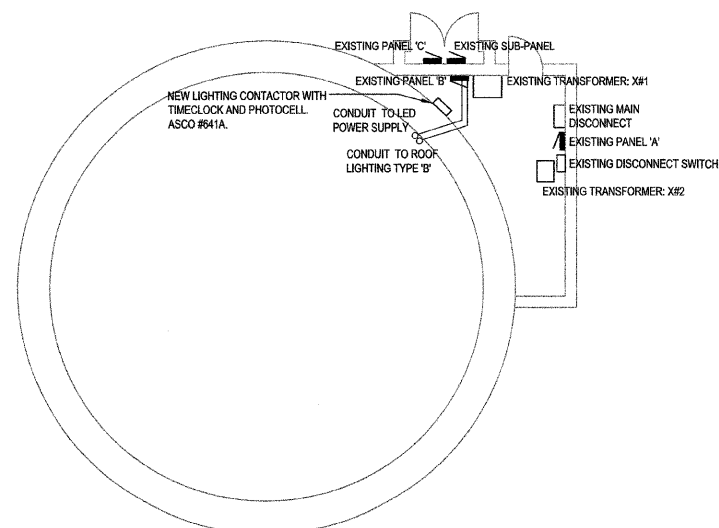 EXISTING PANEL 'C'
EXISTING SUB-PANEL
EXISTING PANEL 'B'
EXISTING TRANSFORMER: X#1
NEW LIGHTING CONTACTOR WITH
TIMECLOCK AND PHOTOCELL.
ASCO #641A.
CONDUIT TO LED
POWER SUPPLY
CONDUIT TO ROOF
LIGHTING TYPE 'B'
EXISTING MAIN
DISCONNECT
EXISTING PANEL 'A'
EXISTING DISCONNECT SWITCH
EXISTING TRANSFORMER: X#2